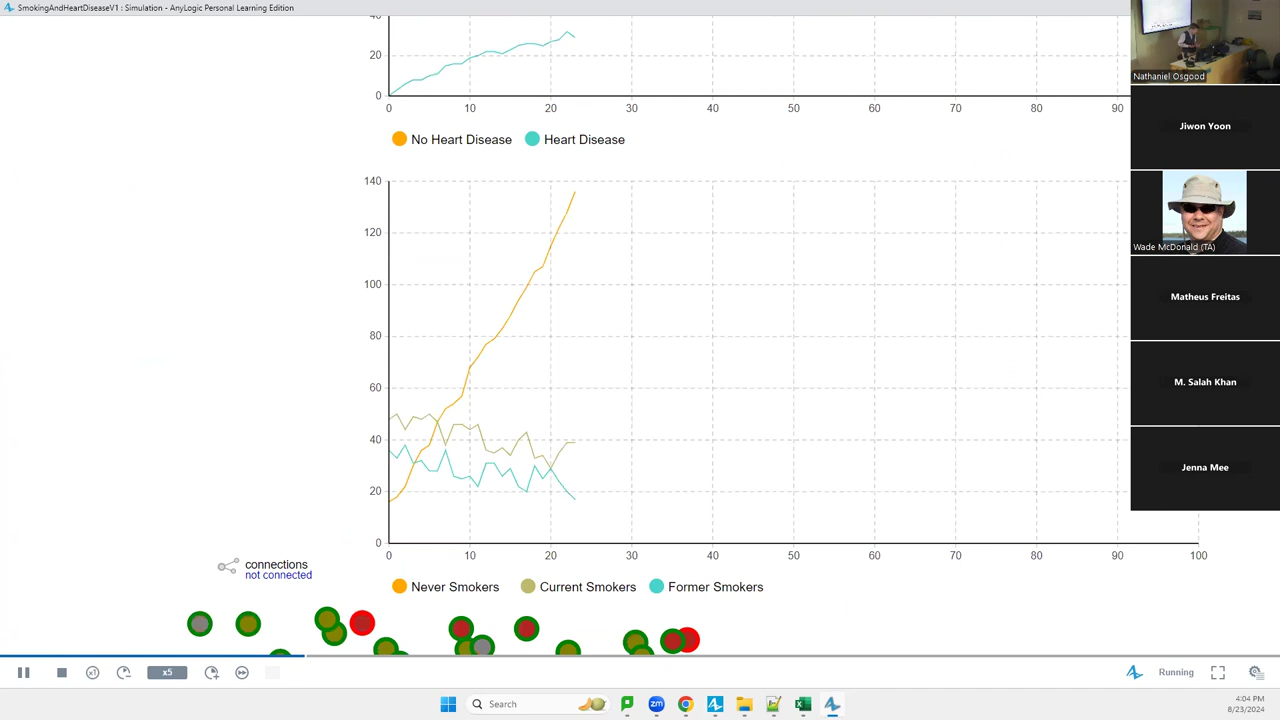 SmokingAndHeartDiseaseV1 : Simulation - AnyLogic Personal Learning Edition
40
20
0
0 10 20 30 40 50 60 70 80 90
No Heart Disease Heart Disease
140
120
100
80
60
40
20
0
0 10 20 30 40 50 60 70 80 90 100
Never Smokers Current Smokers Former Smokers
connections
not connected
Nathaniel Osgood
Jiwon Yoon
Wade McDonald (TA)
Matheus Freitas
M. Salah Khan
Jenna Mee
x1 x5 Running
Search
zm
4:04 PM
8/23/2024